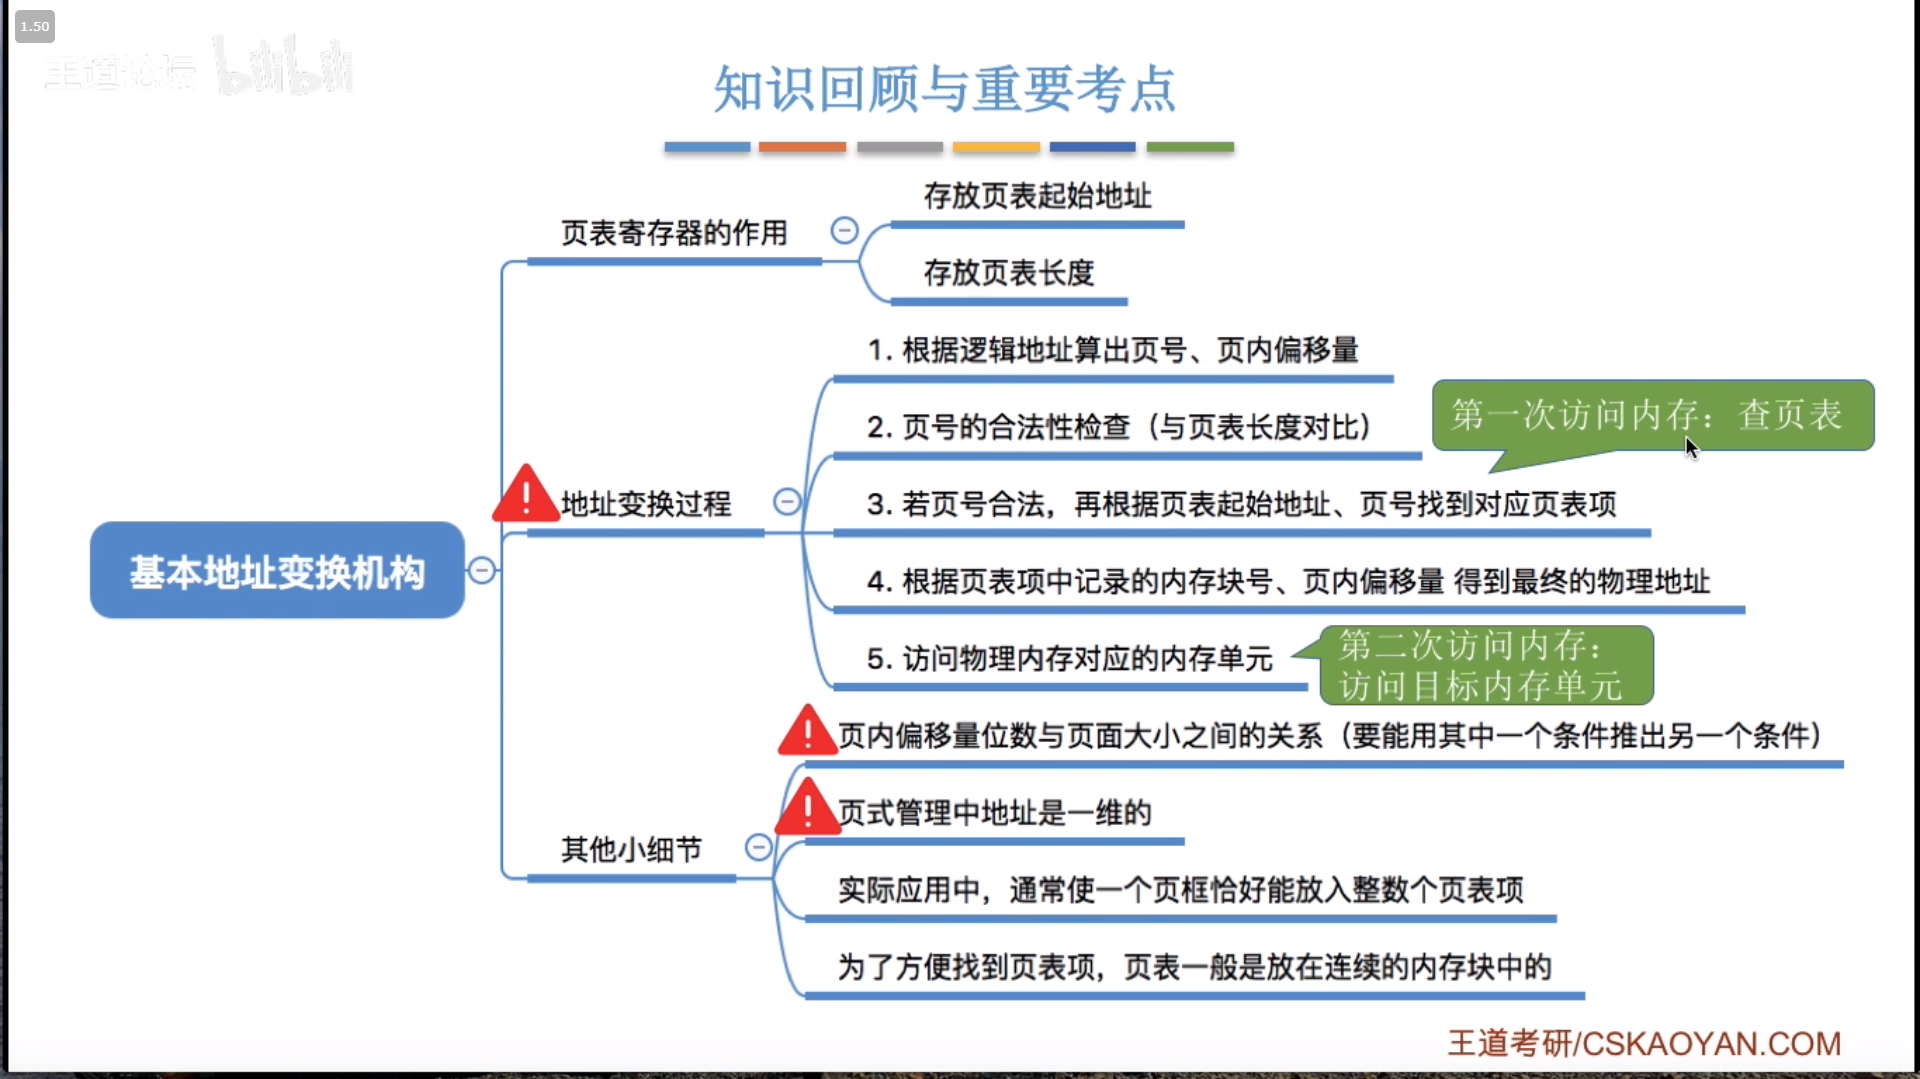 1.50
王道论坛 bilibili
知识回顾与重要考点
存放页表起始地址
页表寄存器的作用
存放页表长度
1. 根据逻辑地址算出页号、页内偏移量
2. 页号的合法性检查（与页表长度对比）
第一次访问内存：查页表
地址变换过程
3. 若页号合法，再根据页表起始地址、页号找到对应页表项
基本地址变换机构
4. 根据页表项中记录的内存块号、页内偏移量 得到最终的物理地址
5. 访问物理内存对应的内存单元
第二次访问内存：
访问目标内存单元
页内偏移量位数与页面大小之间的关系（要能用其中一个条件推出另一个条件）
页式管理中地址是一维的
其他小细节
实际应用中，通常使一个页框恰好能放入整数个页表项
为了方便找到页表项，页表一般是放在连续的内存块中的
王道考研/CSKAOYAN.COM